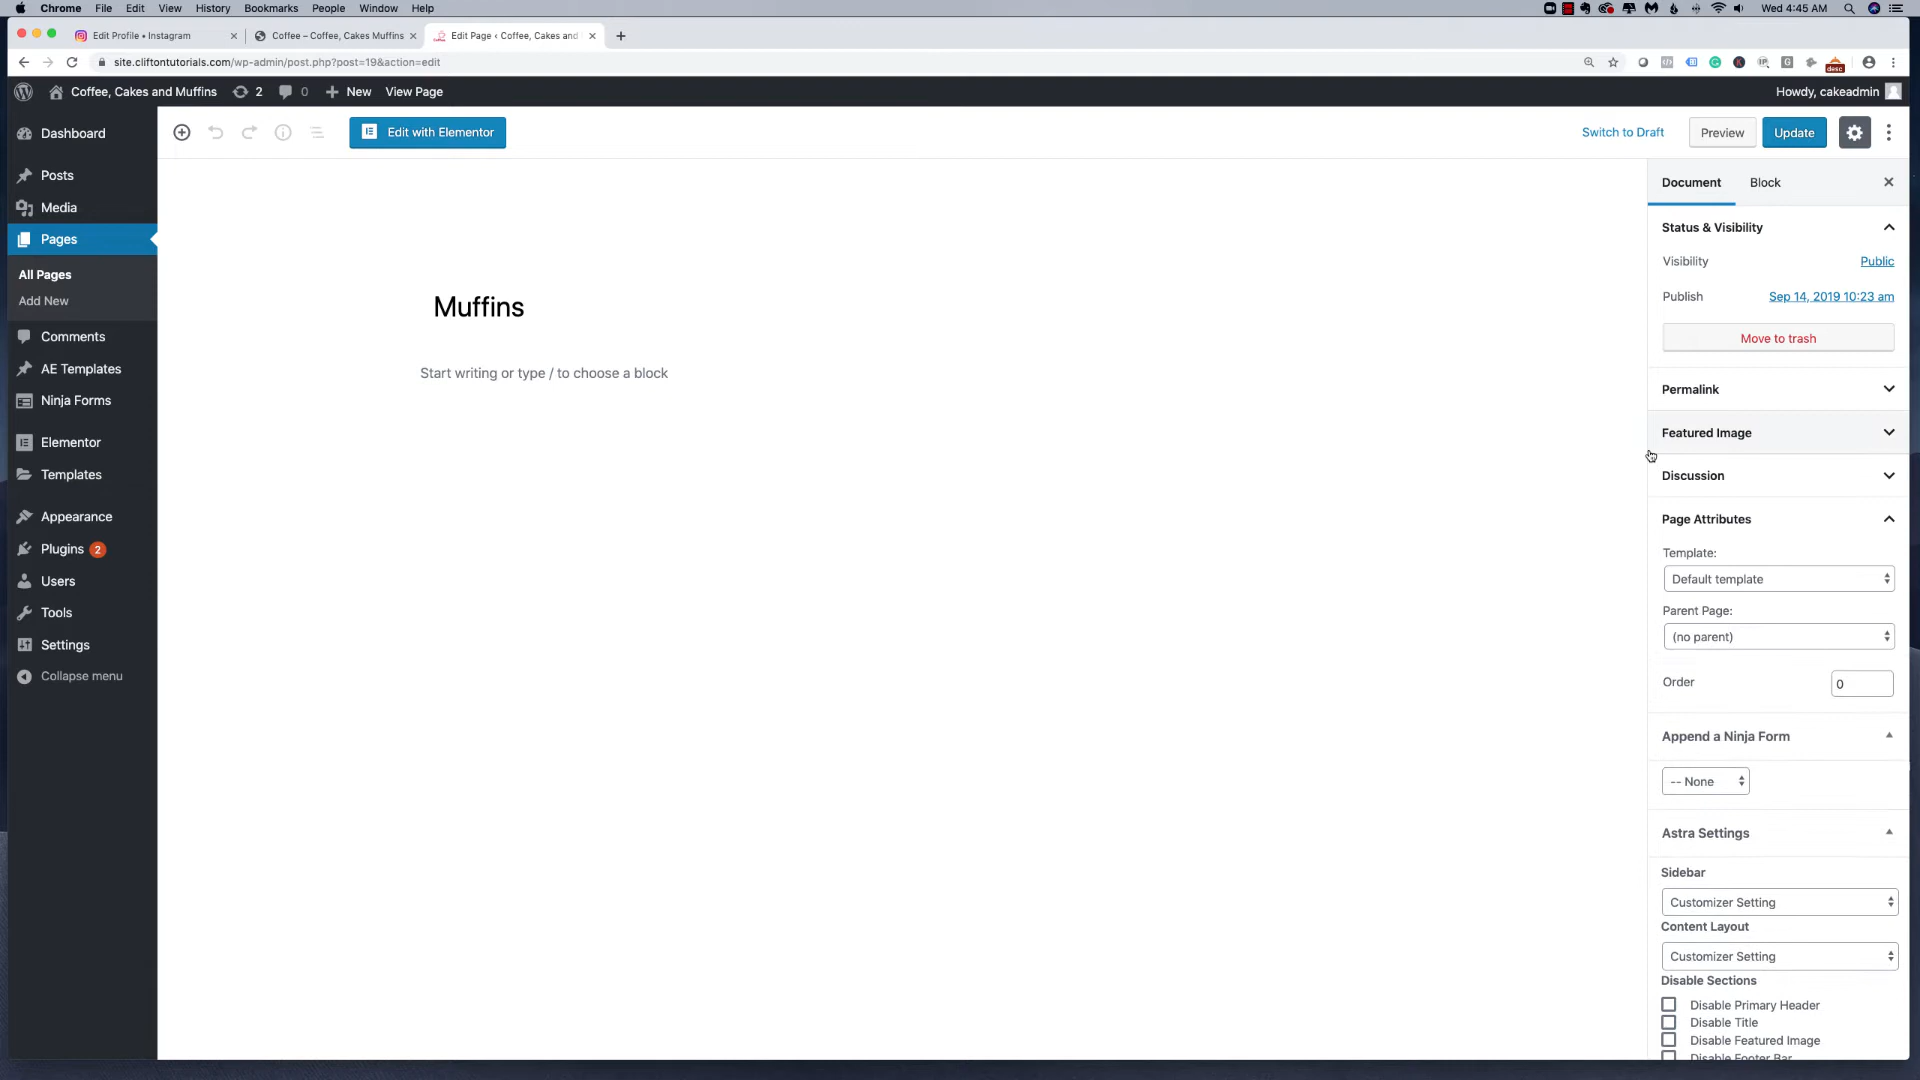 Chrome File Edit View History Bookmarks People Window Help
Wed 4:45 AM
Edit Profile • Instagram
Coffee – Coffee, Cakes Muffins
Edit Page ‹ Coffee, Cakes and
site.cliftontutorials.com/wp-admin/post.php?post=19&action=edit
desc
Coffee, Cakes and Muffins 2 0 New View Page
Howdy, cakeadmin
Dashboard
Posts
Media
Pages
All Pages
Add New
Comments
AE Templates
Ninja Forms
Elementor
Templates
Appearance
Plugins 2
Users
Tools
Settings
Collapse menu
Edit with Elementor
Switch to Draft
Preview
Update
Muffins
Start writing or type / to choose a block
Document Block
Status & Visibility
Visibility Public
Publish Sep 14, 2019 10:23 am
Move to trash
Permalink
Featured Image
Discussion
Page Attributes
Template:
Default template
Parent Page:
(no parent)
Order 0
Append a Ninja Form
-- None
Astra Settings
Sidebar
Customizer Setting
Content Layout
Customizer Setting
Disable Sections
Disable Primary Header
Disable Title
Disable Featured Image
Disable Footer Bar